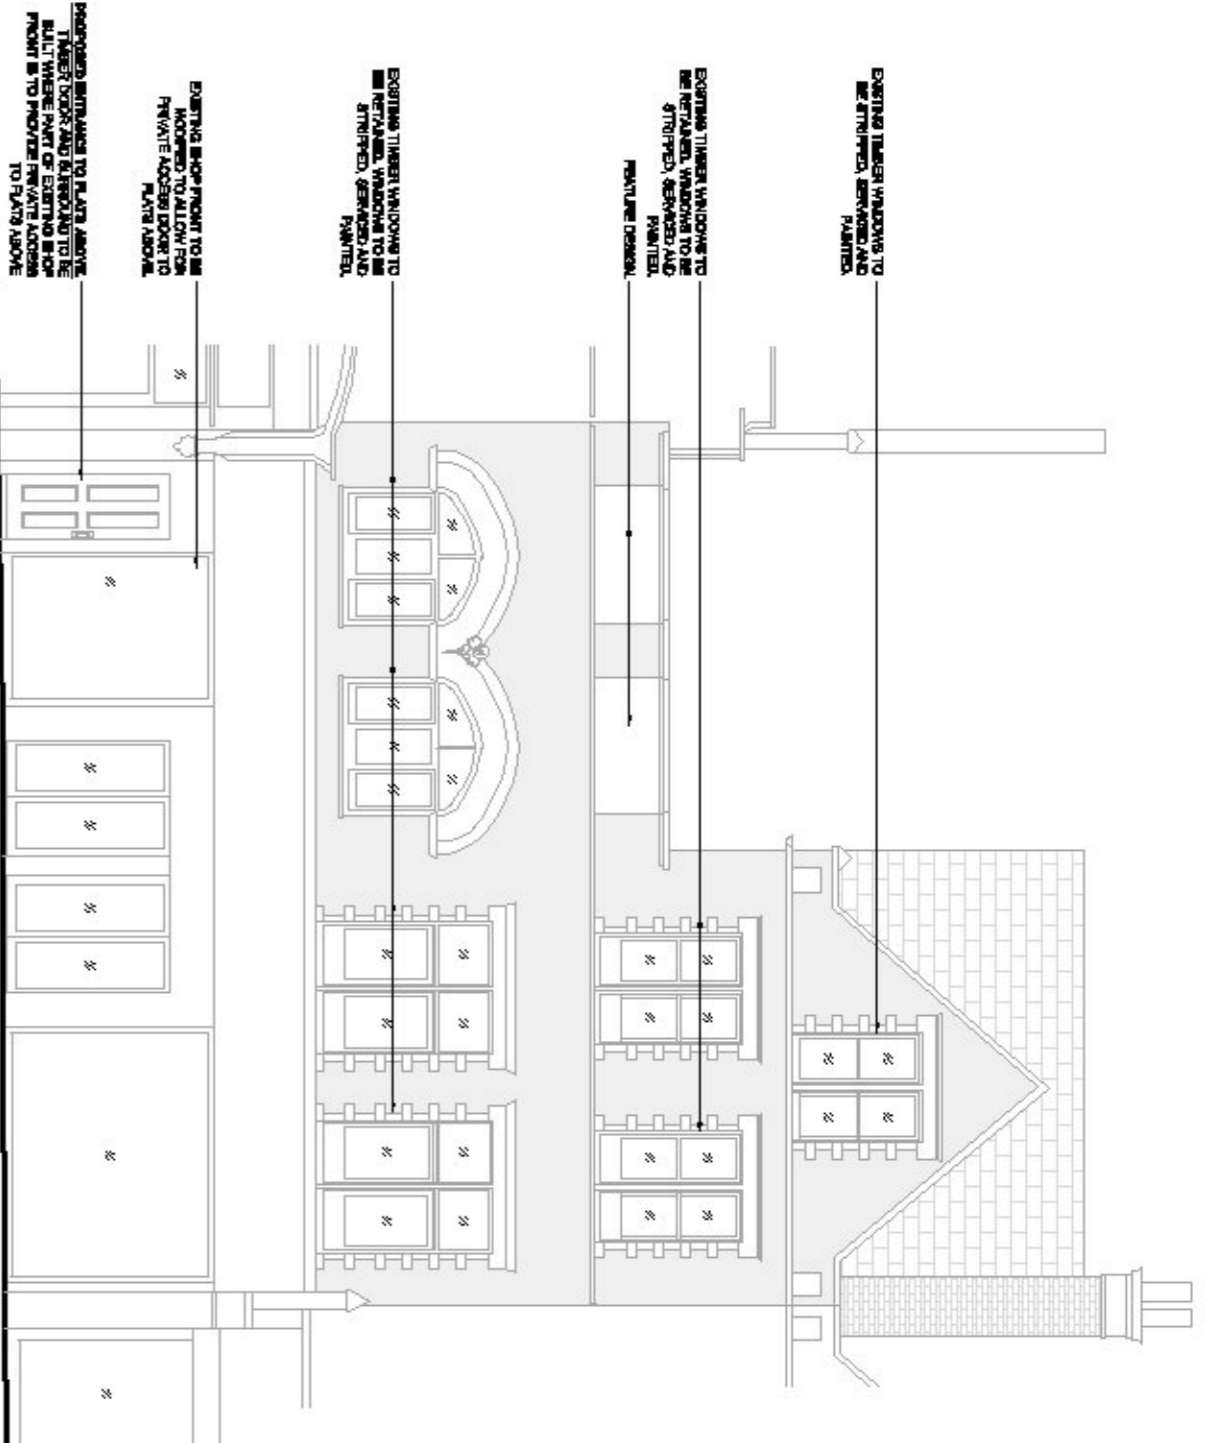 EXISTING TIMBER WINDOWS TO
BE STRIPPED, SERVICED AND
PAINTED.
EXISTING TIMBER WINDOWS TO
BE RETAINED. WINDOWS TO BE
STRIPPED, SERVICED AND
PAINTED.
FEATURE DESIGN.
EXISTING TIMBER WINDOWS TO
BE RETAINED. WINDOWS TO BE
STRIPPED, SERVICED AND
PAINTED.
EXISTING SHOP FRONT TO BE
MODIFIED TO ALLOW FOR
PRIVATE ACCESS DOOR TO
FLATS ABOVE.
PROPOSED ENTRANCE TO FLATS ABOVE.
TIMBER DOOR AND SURROUND TO BE
BUILT WHERE PART OF EXISTING SHOP
FRONT IS TO PROVIDE PRIVATE ACCESS
TO FLATS ABOVE